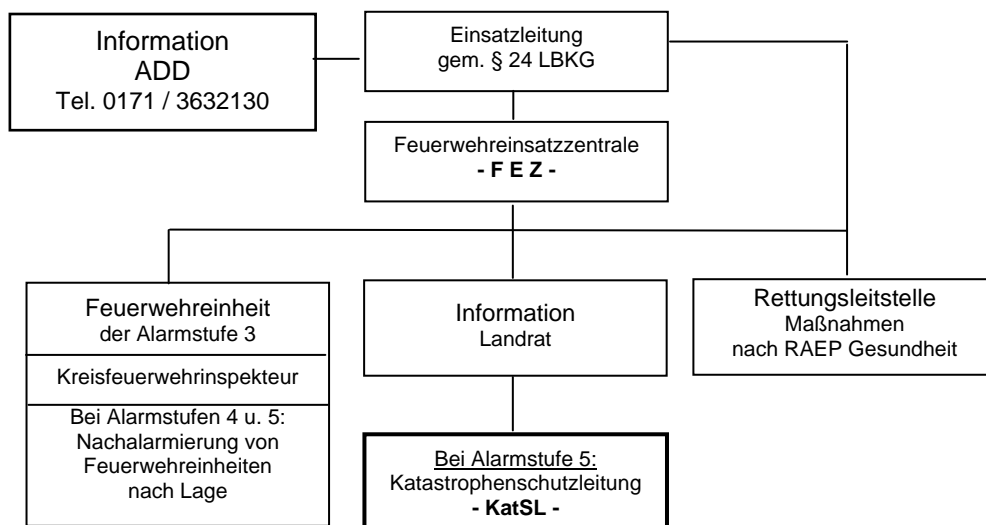 Information
ADD
Tel. 0171 / 3632130
Einsatzleitung
gem. § 24 LBKG
Feuerwehreinsatzzentrale
- F E Z -
Feuerwehreinheit
der Alarmstufe 3
Kreisfeuerwehrinspekteur
Bei Alarmstufen 4 u. 5:
Nachalarmierung von
Feuerwehreinheiten
nach Lage
Information
Landrat
Bei Alarmstufe 5:
Katastrophenschutzleitung
- KatSL -
Rettungsleitstelle
Maßnahmen
nach RAEP Gesundheit